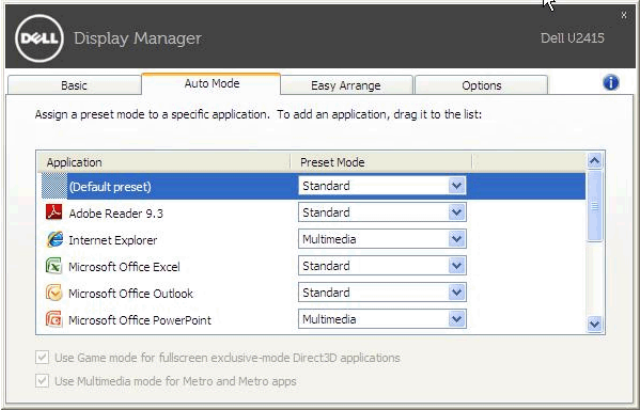 DELL Display Manager Dell U2415 x
Basic Auto Mode Easy Arrange Options i
Assign a preset mode to a specific application. To add an application, drag it to the list:
Application Preset Mode
(Default preset) Standard
Adobe Reader 9.3 Standard
Internet Explorer Multimedia
Microsoft Office Excel Standard
Microsoft Office Outlook Standard
Microsoft Office PowerPoint Multimedia
Use Game mode for fullscreen exclusive-mode Direct3D applications
Use Multimedia mode for Metro and Metro apps